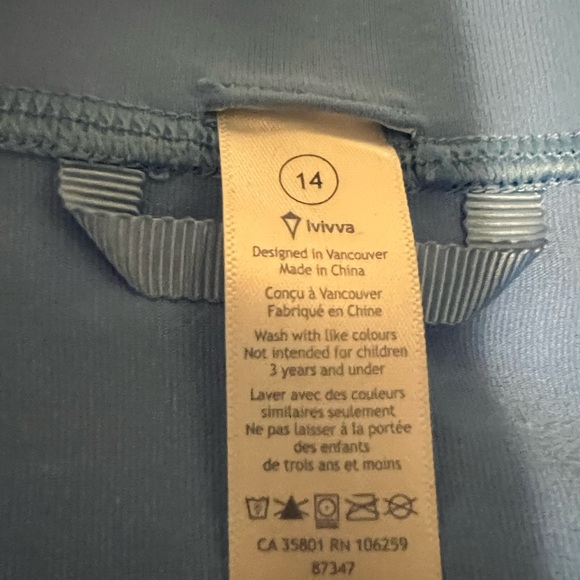 14
ivivva
Designed in Vancouver
Made in China
Conçu à Vancouver
Fabriqué en Chine
Wash with like colours
Not intended for children
3 years and under
Laver avec des couleurs
similaires seulement
Ne pas laisser à la portée
des enfants
de trois ans et moins
CA 35801 RN 106259
87347